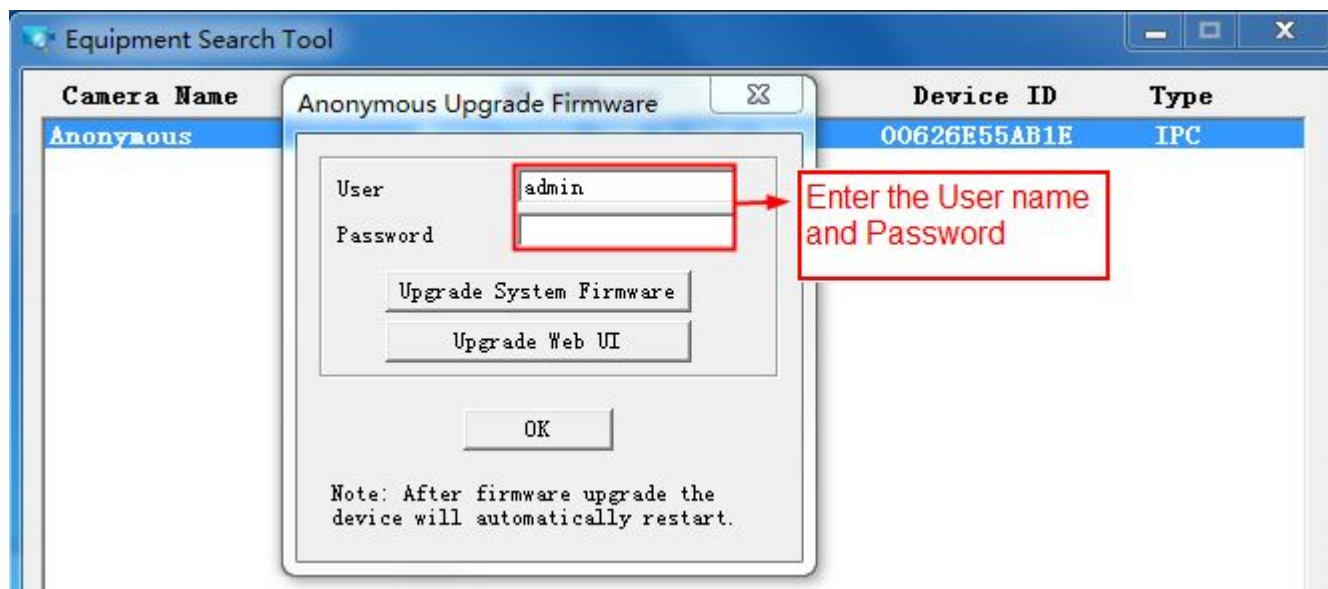 Equipment Search Tool
Camera Name Device ID Type
Anonymous Upgrade Firmware
Anonymous 00626E55AB1E IPC
User admin
Password
Enter the User name
and Password
Upgrade System Firmware
Upgrade Web UI
OK
Note: After firmware upgrade the
device will automatically restart.